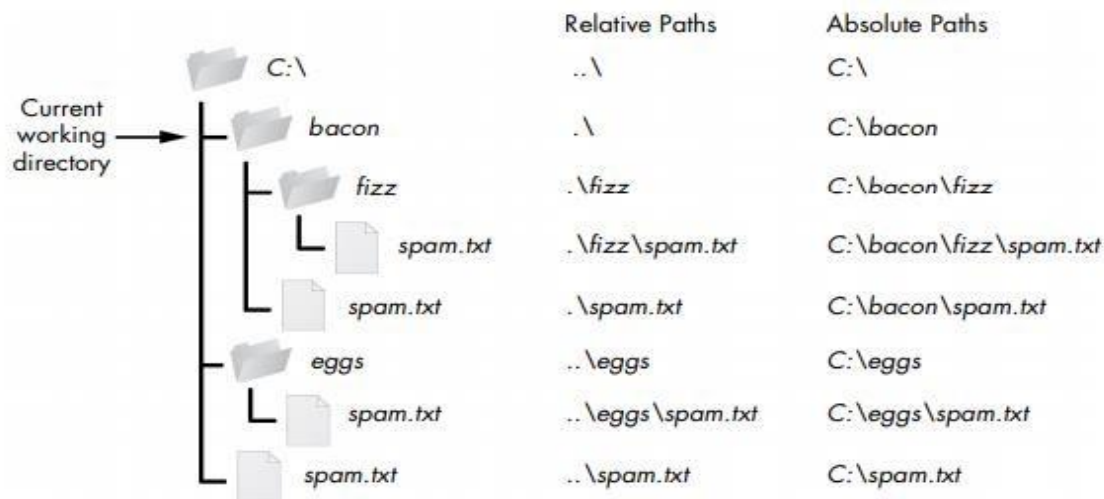 Relative Paths Absolute Paths
C:\ ..\ C:\
Current
working
directory
bacon .\ C:\bacon
fizz .\fizz C:\bacon\fizz
spam.txt .\fizz\spam.txt C:\bacon\fizz\spam.txt
spam.txt .\spam.txt C:\bacon\spam.txt
eggs ..\eggs C:\eggs
spam.txt ..\eggs\spam.txt C:\eggs\spam.txt
spam.txt ..\spam.txt C:\spam.txt